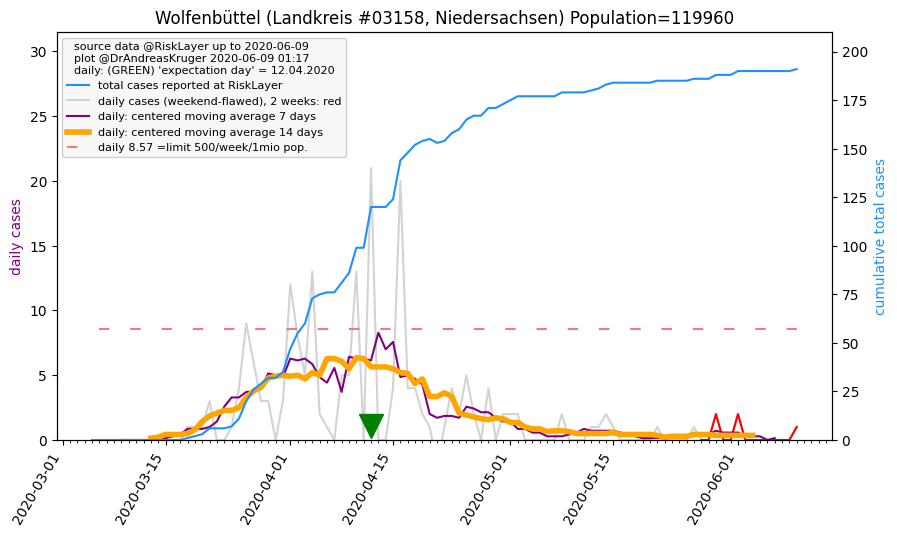 Wolfenbüttel (Landkreis #03158, Niedersachsen) Population=119960
source data @RiskLayer up to 2020-06-09
plot @DrAndreasKruger 2020-06-09 01:17
daily: (GREEN) 'expectation day' = 12.04.2020
total cases reported at RiskLayer
daily cases (weekend-flawed), 2 weeks: red
daily: centered moving average 7 days
daily: centered moving average 14 days
daily 8.57 =limit 500/week/1mio pop.
daily cases
30
25
20
15
10
5
0
cumulative total cases
200
175
150
125
100
75
50
25
0
2020-03-01
2020-03-15
2020-04-01
2020-04-15
2020-05-01
2020-05-15
2020-06-01